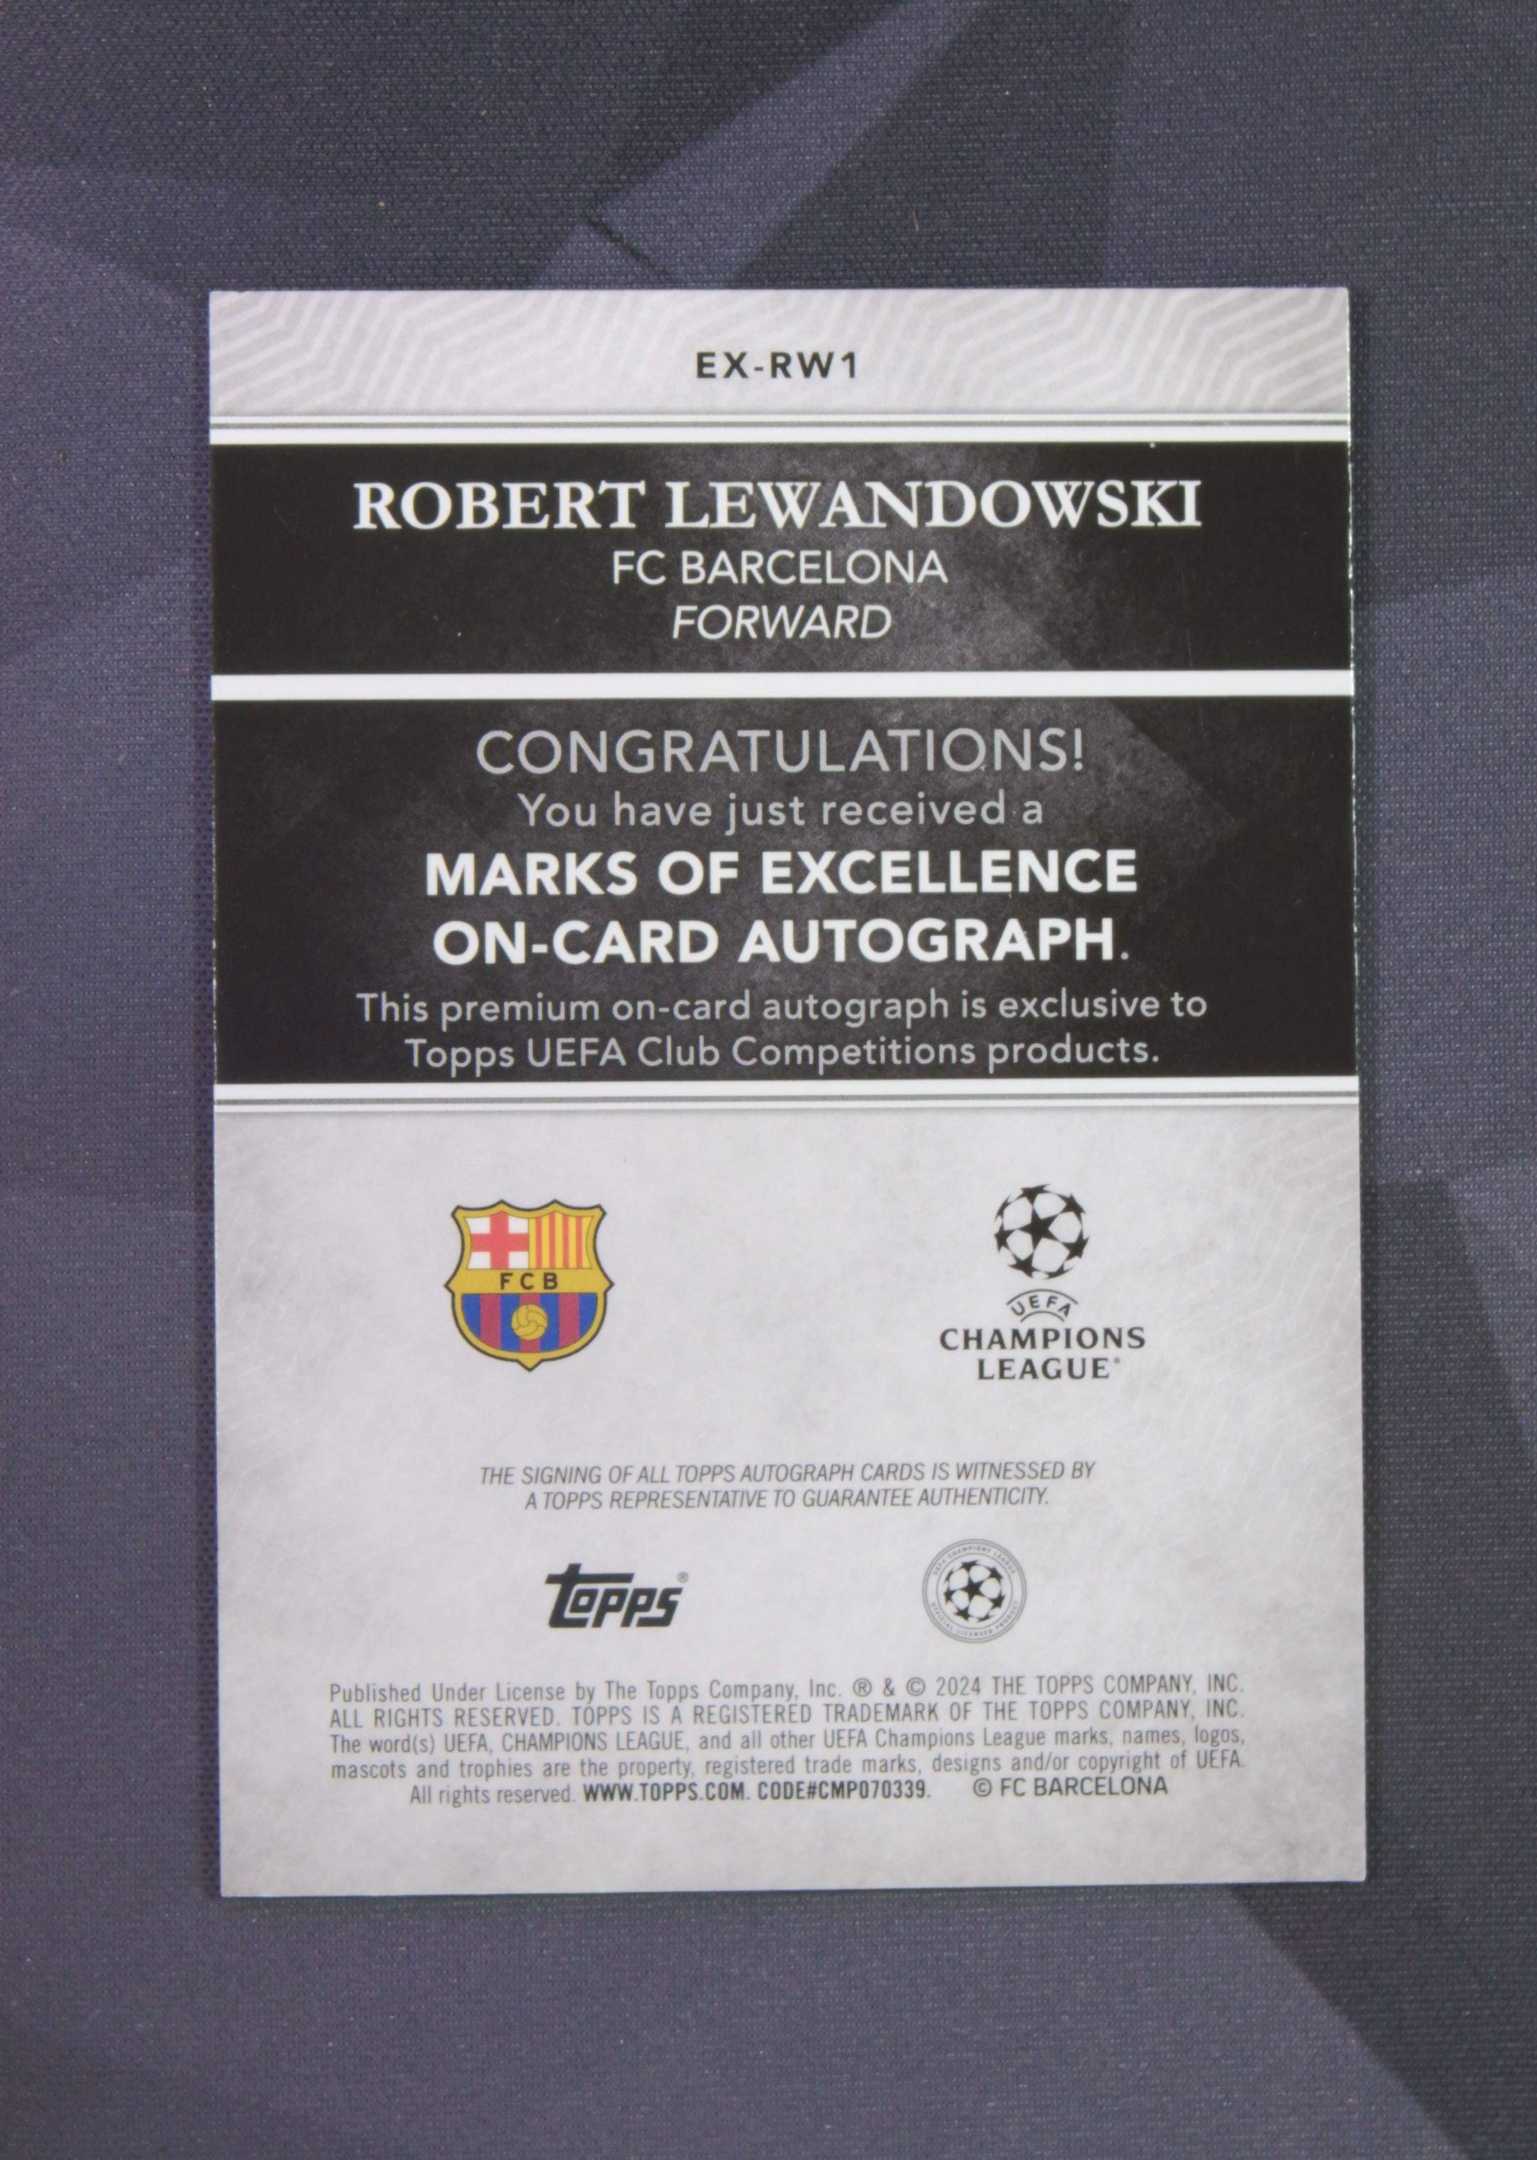 EX-RW1
ROBERT LEWANDOWSKI
FC BARCELONA
FORWARD
CONGRATULATIONS!
You have just received a
MARKS OF EXCELLENCE
ON-CARD AUTOGRAPH.
This premium on-card autograph is exclusive to
Topps UEFA Club Competitions products.
FCB
UEFA
CHAMPIONS
LEAGUE®
THE SIGNING OF ALL TOPPS AUTOGRAPH CARDS IS WITNESSED BY
A TOPPS REPRESENTATIVE TO GUARANTEE AUTHENTICITY.
topps®
UEFA CHAMPIONS LEAGUE
OFFICIAL LICENSED PRODUCT
Published Under License by The Topps Company, Inc. ® & © 2024 THE TOPPS COMPANY, INC.
ALL RIGHTS RESERVED. TOPPS IS A REGISTERED TRADEMARK OF THE TOPPS COMPANY, INC.
The word(s) UEFA, CHAMPIONS LEAGUE, and all other UEFA Champions League marks, names, logos,
mascots and trophies are the property, registered trade marks, designs and/or copyright of UEFA.
All rights reserved. WWW.TOPPS.COM. CODE#CMP070339. © FC BARCELONA